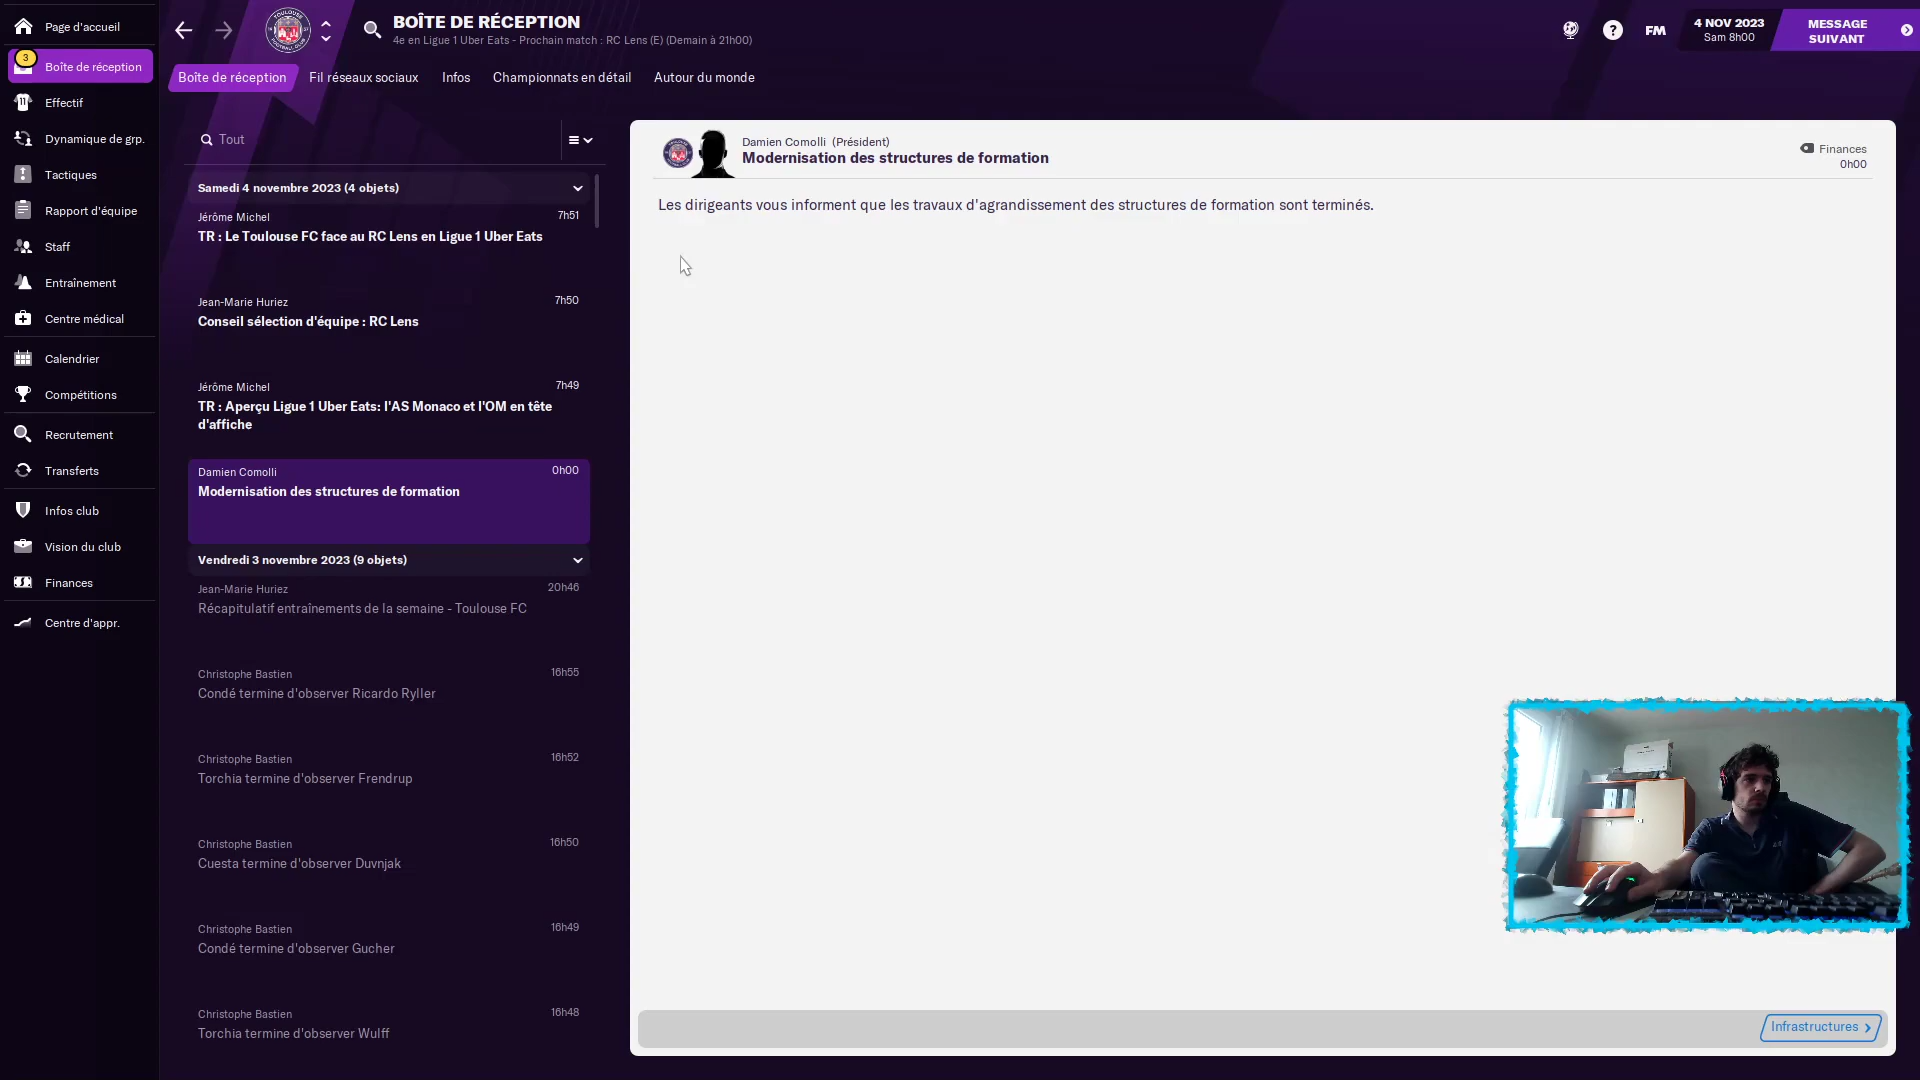 Page d'accueil
3
Boîte de réception
Effectif
Dynamique de grp.
Tactiques
Rapport d'équipe
Staff
Entraînement
Centre médical
Calendrier
Compétitions
Recrutement
Transferts
Infos club
Vision du club
Finances
Centre d'appr.
BOÎTE DE RÉCEPTION
4e en Ligue 1 Uber Eats - Prochain match : RC Lens (E) (Demain à 21h00)
FM
4 NOV 2023
Sam 8h00
MESSAGE
SUIVANT
Boîte de réception Fil réseaux sociaux Infos Championnats en détail Autour du monde
Tout
Samedi 4 novembre 2023 (4 objets)
Jérôme Michel 7h51
TR : Le Toulouse FC face au RC Lens en Ligue 1 Uber Eats
Jean-Marie Huriez 7h50
Conseil sélection d'équipe : RC Lens
Jérôme Michel 7h49
TR : Aperçu Ligue 1 Uber Eats: l'AS Monaco et l'OM en tête
d'affiche
Damien Comolli 0h00
Modernisation des structures de formation
Vendredi 3 novembre 2023 (9 objets)
Jean-Marie Huriez 20h46
Récapitulatif entraînements de la semaine - Toulouse FC
Christophe Bastien 16h55
Condé termine d'observer Ricardo Ryller
Christophe Bastien 16h52
Torchia termine d'observer Frendrup
Christophe Bastien 16h50
Cuesta termine d'observer Duvnjak
Christophe Bastien 16h49
Condé termine d'observer Gucher
Christophe Bastien 16h48
Torchia termine d'observer Wulff
Damien Comolli (Président)
Modernisation des structures de formation
Finances
0h00
Les dirigeants vous informent que les travaux d'agrandissement des structures de formation sont terminés.
Infrastructures